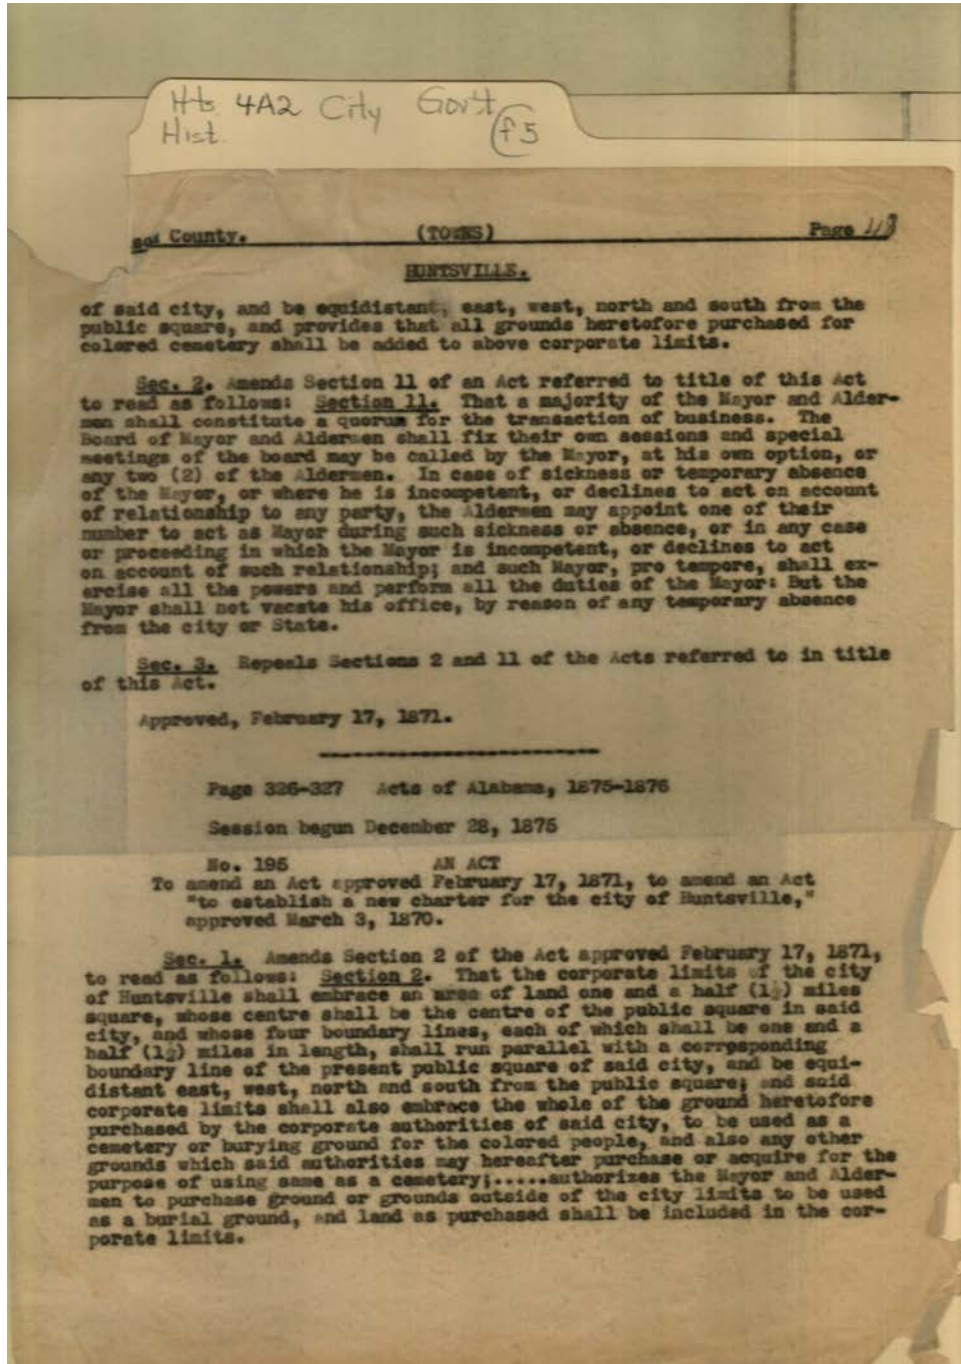 Hts 4A2 City Gov't
Hist. f5
son County. (TOWNS) Page 413
HUNTSVILLE.
of said city, and be equidistant, east, west, north and south from the
public square, and provides that all grounds heretofore purchased for
colored cemetery shall be added to above corporate limits.
Sec. 2. Amends Section 11 of an Act referred to title of this Act
to read as follows: Section 11. That a majority of the Mayor and Alder-
men shall constitute a quorum for the transaction of business. The
Board of Mayor and Aldermen shall fix their own sessions and special
meetings of the board may be called by the Mayor, at his own option, or
any two (2) of the Aldermen. In case of sickness or temporary absence
of the Mayor, or where he is incompetent, or declines to act on account
of relationship to any party, the Aldermen may appoint one of their
number to act as Mayor during such sickness or absence, or in any case
or proceeding in which the Mayor is incompetent, or declines to act
on account of such relationship; and such Mayor, pro tempore, shall ex-
ercise all the powers and perform all the duties of the Mayor: But the
Mayor shall not vacate his office, by reason of any temporary absence
from the city or State.
Sec. 3. Repeals Sections 2 and 11 of the Acts referred to in title
of this Act.
Approved, February 17, 1871.
Page 326-327 Acts of Alabama, 1875-1876
Session begun December 28, 1875
No. 195 AN ACT
To amend an Act approved February 17, 1871, to amend an Act
"to establish a new charter for the city of Huntsville,"
approved March 3, 1870.
Sec. 1. Amends Section 2 of the Act approved February 17, 1871,
to read as follows: Section 2. That the corporate limits of the city
of Huntsville shall embrace an area of land one and a half (1½) miles
square, whose centre shall be the centre of the public square in said
city, and whose four boundary lines, each of which shall be one and a
half (1½) miles in length, shall run parallel with a corresponding
boundary line of the present public square of said city, and be equi-
distant east, west, north and south from the public square; and said
corporate limits shall also embrace the whole of the ground heretofore
purchased by the corporate authorities of said city, to be used as a
cemetery or burying ground for the colored people, and also any other
grounds which said authorities may hereafter purchase or acquire for the
purpose of using same as a cemetery;.....authorizes the Mayor and Alder-
men to purchase ground or grounds outside of the city limits to be used
as a burial ground, and land as purchased shall be included in the cor-
porate limits.